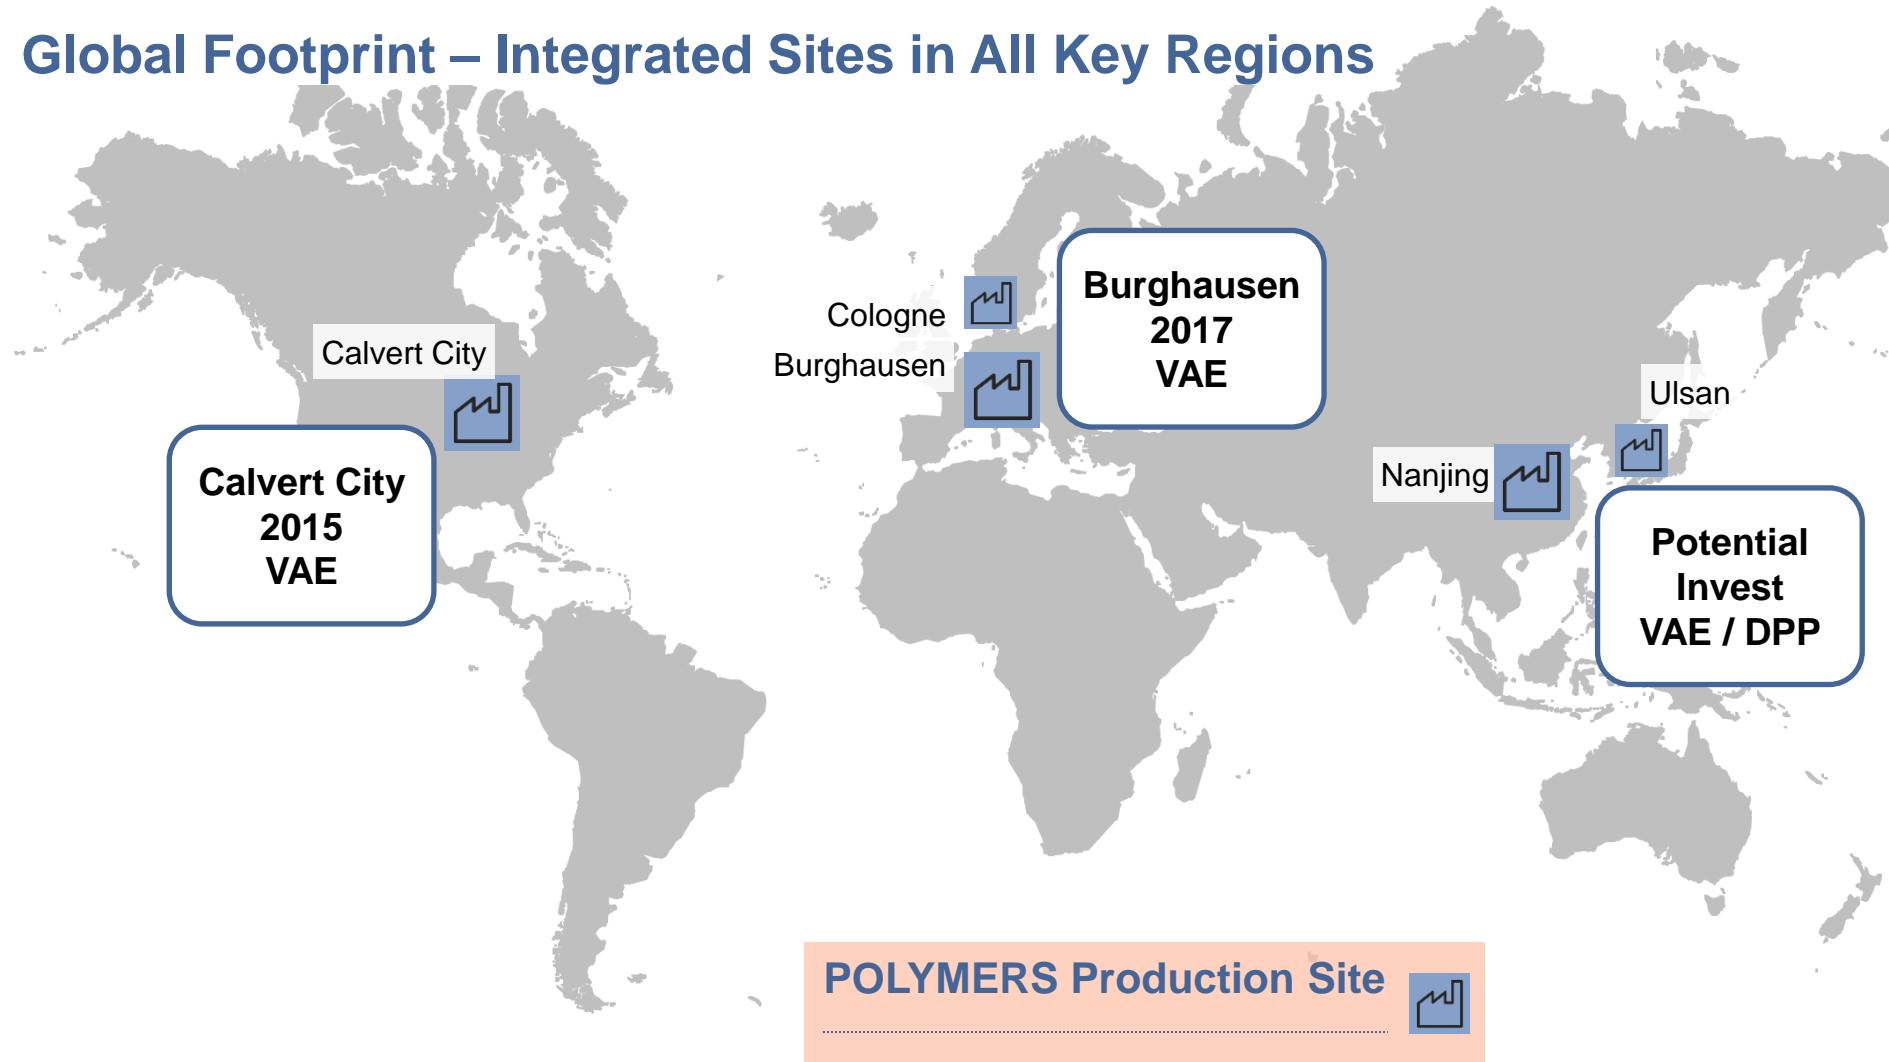 Global Footprint – Integrated Sites in All Key Regions
Calvert City
Calvert City
2015
VAE
Cologne
Burghausen
Burghausen
2017
VAE
Ulsan
Nanjing
Potential
Invest
VAE / DPP
POLYMERS Production Site